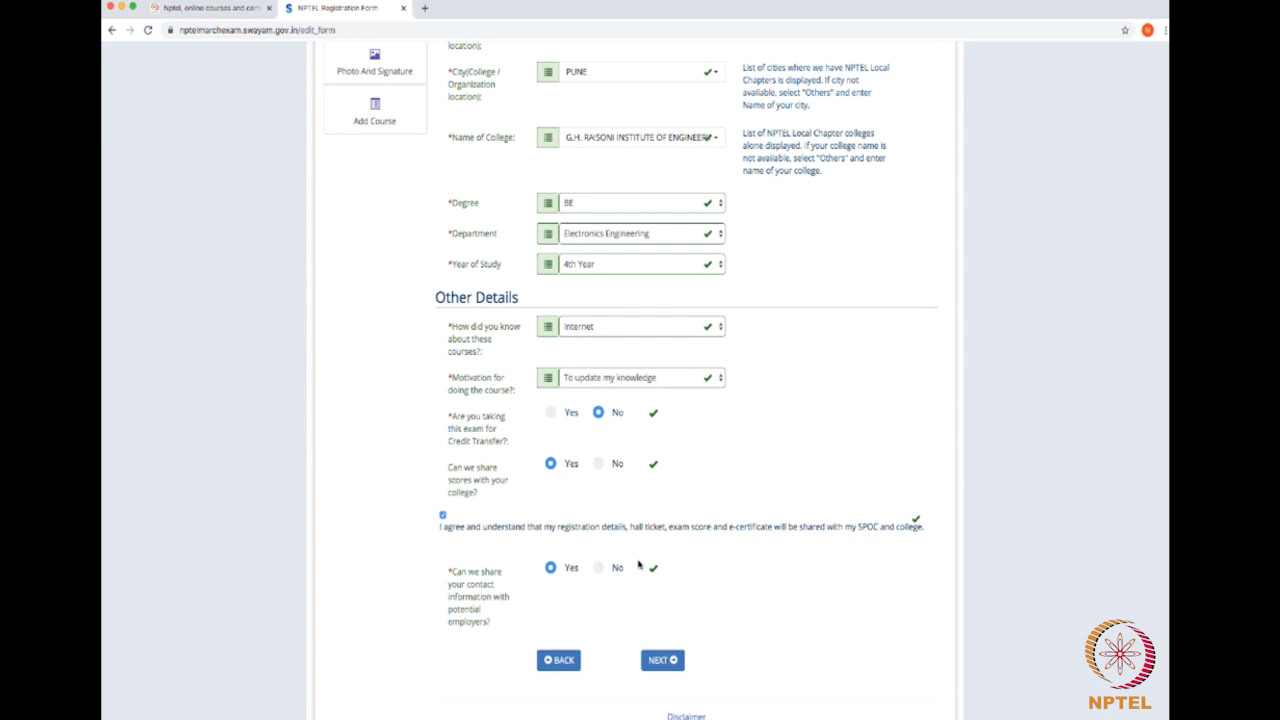 Nptel, online courses and cert
NPTEL Registration Form
nptelmarchexam.swayam.gov.in/edit_form
N
location):
Photo And Signature
Add Course
*City(College /
Organization
location):
PUNE
List of cities where we have NPTEL Local
Chapters is displayed. If city not
available, select "Others" and enter
Name of your city.
*Name of College:
G.H. RAISONI INSTITUTE OF ENGINEERI
List of NPTEL Local Chapter colleges
alone displayed. If your college name is
not available, select "Others" and enter
name of your college.
*Degree
BE
*Department
Electronics Engineering
*Year of Study
4th Year
Other Details
*How did you know
about these
courses?:
Internet
*Motivation for
doing the course?:
To update my knowledge
*Are you taking
this exam for
Credit Transfer?:
Yes No
Can we share
scores with your
college?
Yes No
I agree and understand that my registration details, hall ticket, exam score and e-certificate will be shared with my SPOC and college.
*Can we share
your contact
information with
potential
employers?
Yes No
BACK
NEXT
Disclaimer
NPTEL